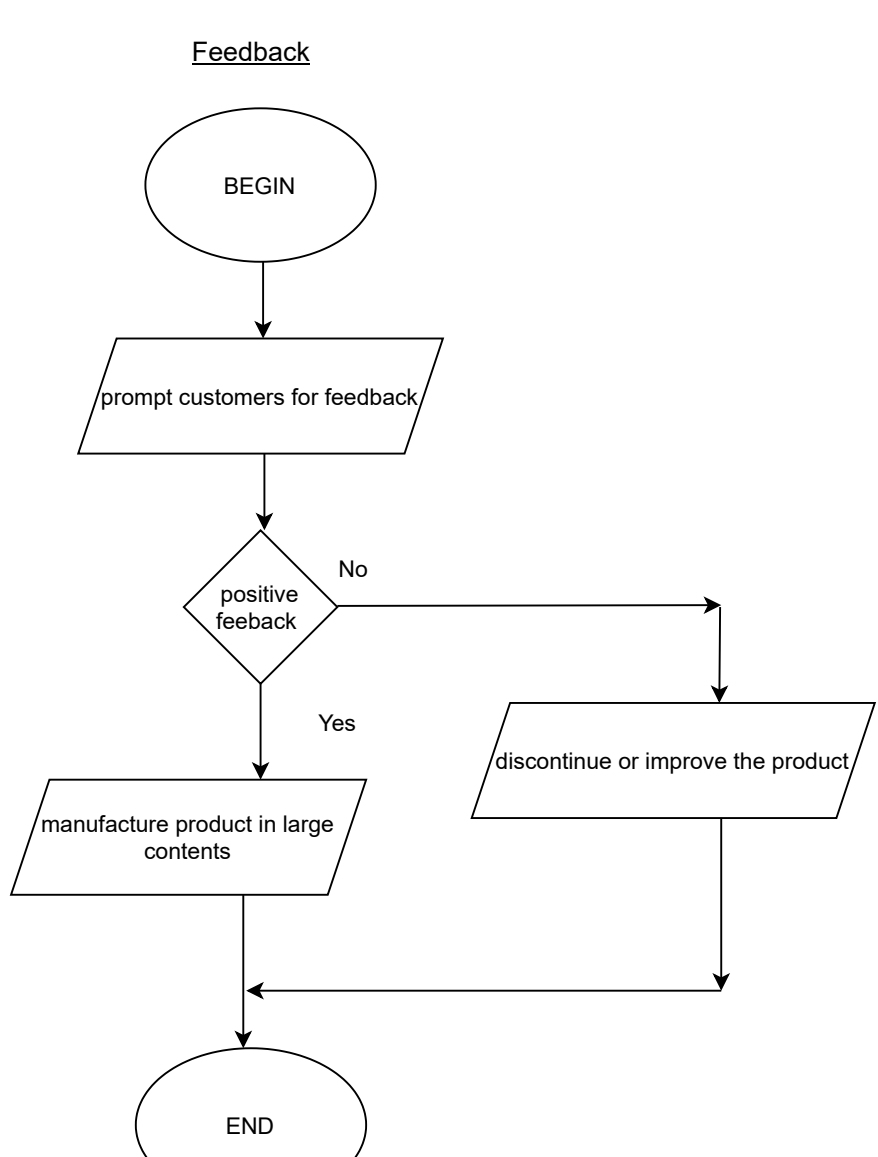 Feedback
BEGIN
prompt customers for feedback
No
positive
feeback
Yes
discontinue or improve the product
manufacture product in large
contents
END